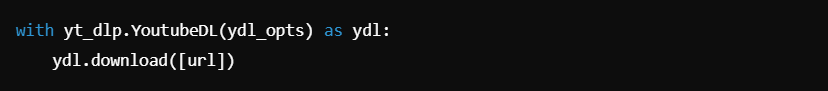 with yt_dlp.YoutubeDL(ydl_opts) as ydl:
    ydl.download([url])